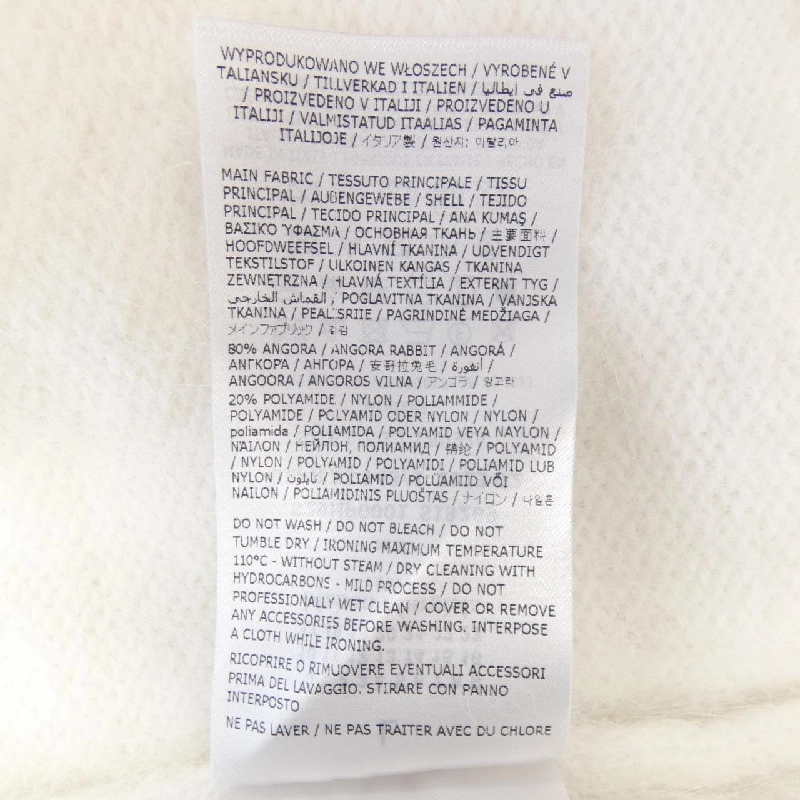 WYPRODUKOWANO WE WŁOSZECH / VYROBENÉ V
TALIANSKU / TILLVERKAD I ITALIEN / صنع في إيطاليا
/ PROIZVEDENO V ITALIJI / PROIZVEDENO U
ITALIJI / VALMISTATUD ITAALIAS / PAGAMINTA
ITALIJOJE / イタリア製 / 원산지: 이탈리아
MAIN FABRIC / TESSUTO PRINCIPALE / TISSU
PRINCIPAL / AUßENGEWEBE / SHELL / TEJIDO
PRINCIPAL / TECIDO PRINCIPAL / ANA KUMAŞ /
ΒΑΣΙΚΌ ΎΦΑΣΜΑ / ОСНОВНАЯ ТКАНЬ / 主要面料 /
HOOFDWEEFSEL / HLAVNÍ TKANINA / UDVENDIGT
TEKSTILSTOF / ULKOINEN KANGAS / TKANINA
ZEWNĘTRZNA / HLAVNÁ TEXTÍLIA / EXTERNT TYG /
القماش الخارجي / POGLAVITNA TKANINA / VANJSKA
TKANINA / PEALSRIIE / PAGRINDINĖ MEDŽIAGA /
メインファブリック / 겉감
80% ANGORA / ANGORA RABBIT / ANGORÁ /
ΑΝΓΚΟΡΑ / АНГОРА / 安哥拉兔毛 / أنغورة /
ANGOORA / ANGOROS VILNA / アンゴラ / 앙고라
20% POLYAMIDE / NYLON / POLIAMMIDE /
POLYAMIDE / POLYAMID ODER NYLON / NYLON /
poliamida / POLIAMIDA / POLYAMID VEYA NAYLON /
ΝΆΙΛΟΝ / НЕЙЛОН, ПОЛИАМИД / 锦纶 / POLYAMID
/ NYLON / POLYAMID / POLYAMIDI / POLIAMID LUB
NYLON / نايلون / POLIAMID / POLÜAMIID VÕI
NAILON / POLIAMIDINIS PLUOŠTAS / ナイロン / 나일론
DO NOT WASH / DO NOT BLEACH / DO NOT
TUMBLE DRY / IRONING MAXIMUM TEMPERATURE
110°C - WITHOUT STEAM / DRY CLEANING WITH
HYDROCARBONS - MILD PROCESS / DO NOT
PROFESSIONALLY WET CLEAN / COVER OR REMOVE
ANY ACCESSORIES BEFORE WASHING. INTERPOSE
A CLOTH WHILE IRONING.
RICOPRIRE O RIMUOVERE EVENTUALI ACCESSORI
PRIMA DEL LAVAGGIO. STIRARE CON PANNO
INTERPOSTO
NE PAS LAVER / NE PAS TRAITER AVEC DU CHLORE